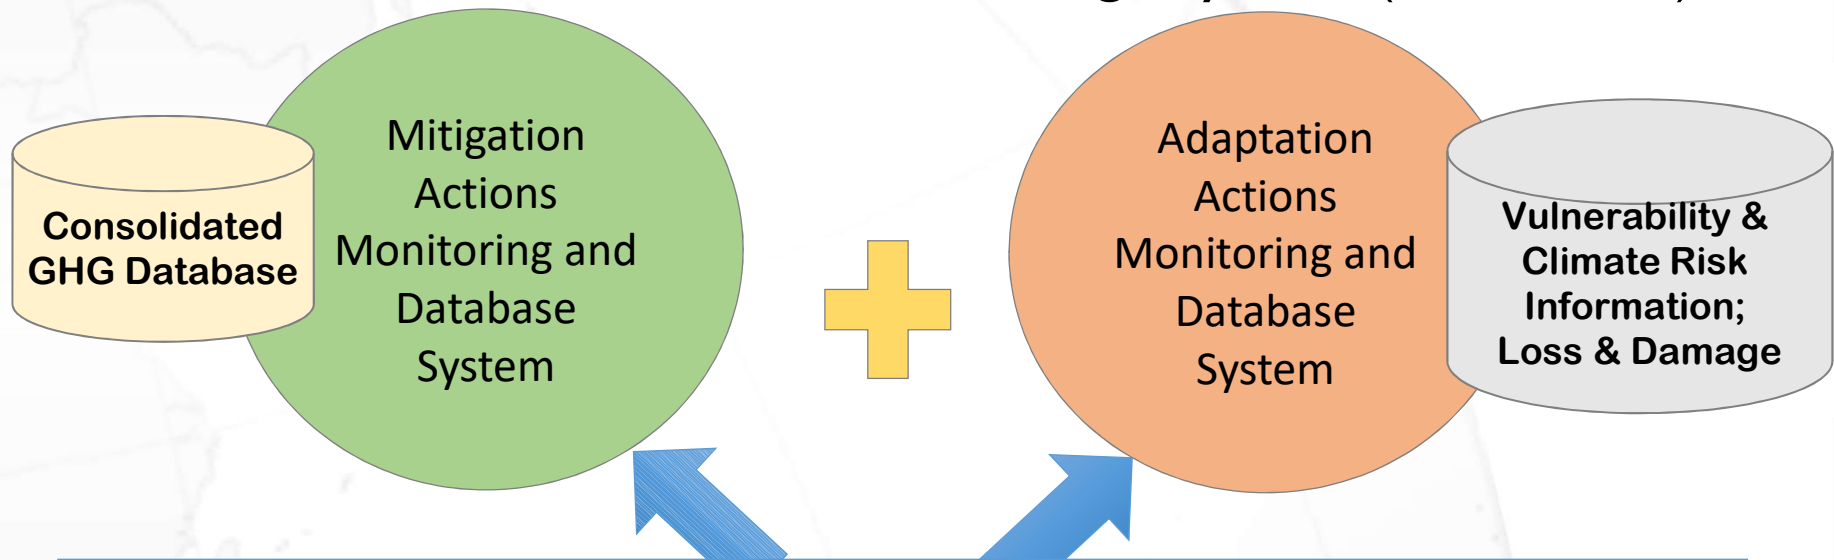 Mitigation
Actions
Monitoring and
Database
System
Consolidated
GHG Database
Adaptation
Actions
Monitoring and
Database
System
Vulnerability &
Climate Risk
Information;
Loss & Damage